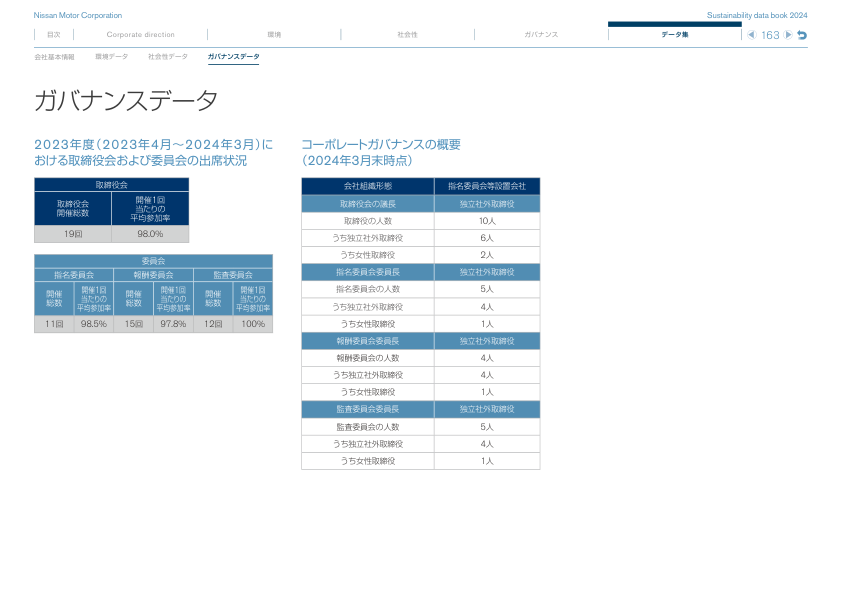 Nissan Motor Corporation
Sustainability data book 2024
目次 Corporate direction 環境 社会性 ガバナンス データ集 163
会社基本情報 環境データ 社会性データ ガバナンスデータ
ガバナンスデータ
2023年度（2023年4月～2024年3月）に
おける取締役会および委員会の出席状況
取締役会
取締役会
開催総数
開催1回
当たりの
平均参加率
19回 98.0%
委員会
指名委員会 報酬委員会 監査委員会
開催
総数
開催1回
当たりの
平均参加率
開催
総数
開催1回
当たりの
平均参加率
開催
総数
開催1回
当たりの
平均参加率
11回 98.5% 15回 97.8% 12回 100%
コーポレートガバナンスの概要
（2024年3月末時点）
会社組織形態 指名委員会等設置会社
取締役会の議長 独立社外取締役
取締役の人数 10人
うち独立社外取締役 6人
うち女性取締役 2人
指名委員会委員長 独立社外取締役
指名委員会の人数 5人
うち独立社外取締役 4人
うち女性取締役 1人
報酬委員会委員長 独立社外取締役
報酬委員会の人数 4人
うち独立社外取締役 4人
うち女性取締役 1人
監査委員会委員長 独立社外取締役
監査委員会の人数 5人
うち独立社外取締役 4人
うち女性取締役 1人